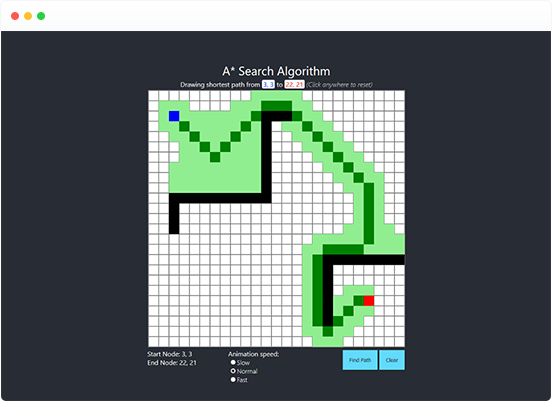 A* Search Algorithm
Drawing shortest path from 3, 3 to 22, 21 (Click anywhere to reset)
Start Node: 3, 3
End Node: 22, 21
Animation speed:
Slow
Normal
Fast
Find Path
Clear